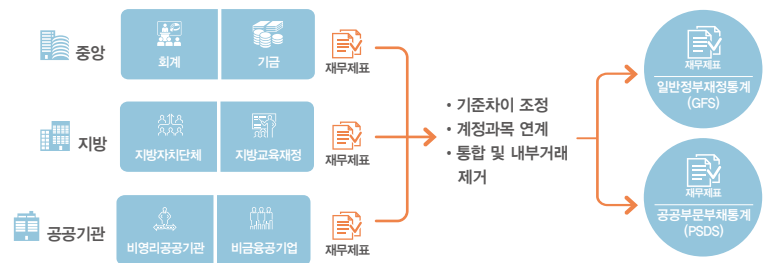 중앙
회계
기금
재무제표
지방
지방자치단체
지방교육재정
재무제표
공공기관
비영리공공기관
비금융공기업
재무제표
• 기준차이 조정
• 계정과목 연계
• 통합 및 내부거래
제거
재무제표
일반정부재정통계
(GFS)
재무제표
공공부문부채통계
(PSDS)